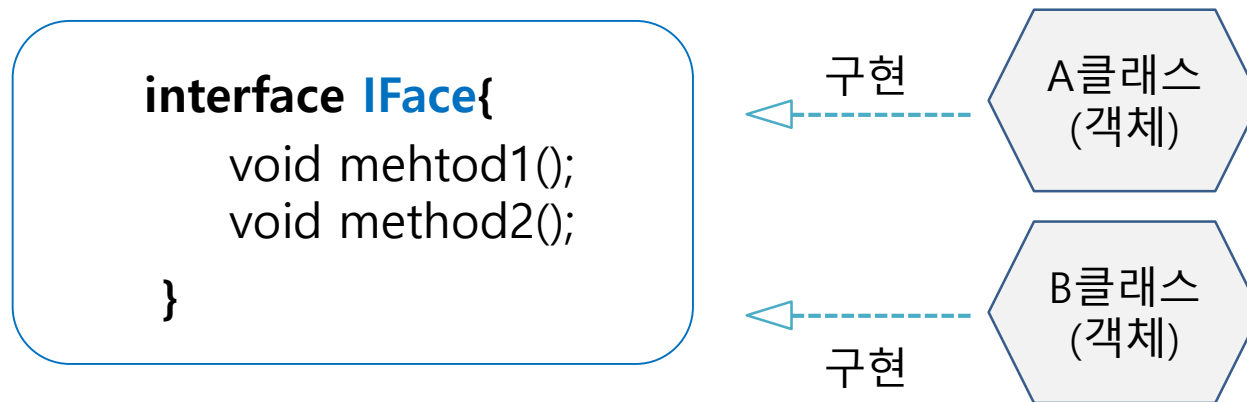 interface IFace{
void mehtod1();
void method2();
}
구현
A클래스
(객체)
구현
B클래스
(객체)